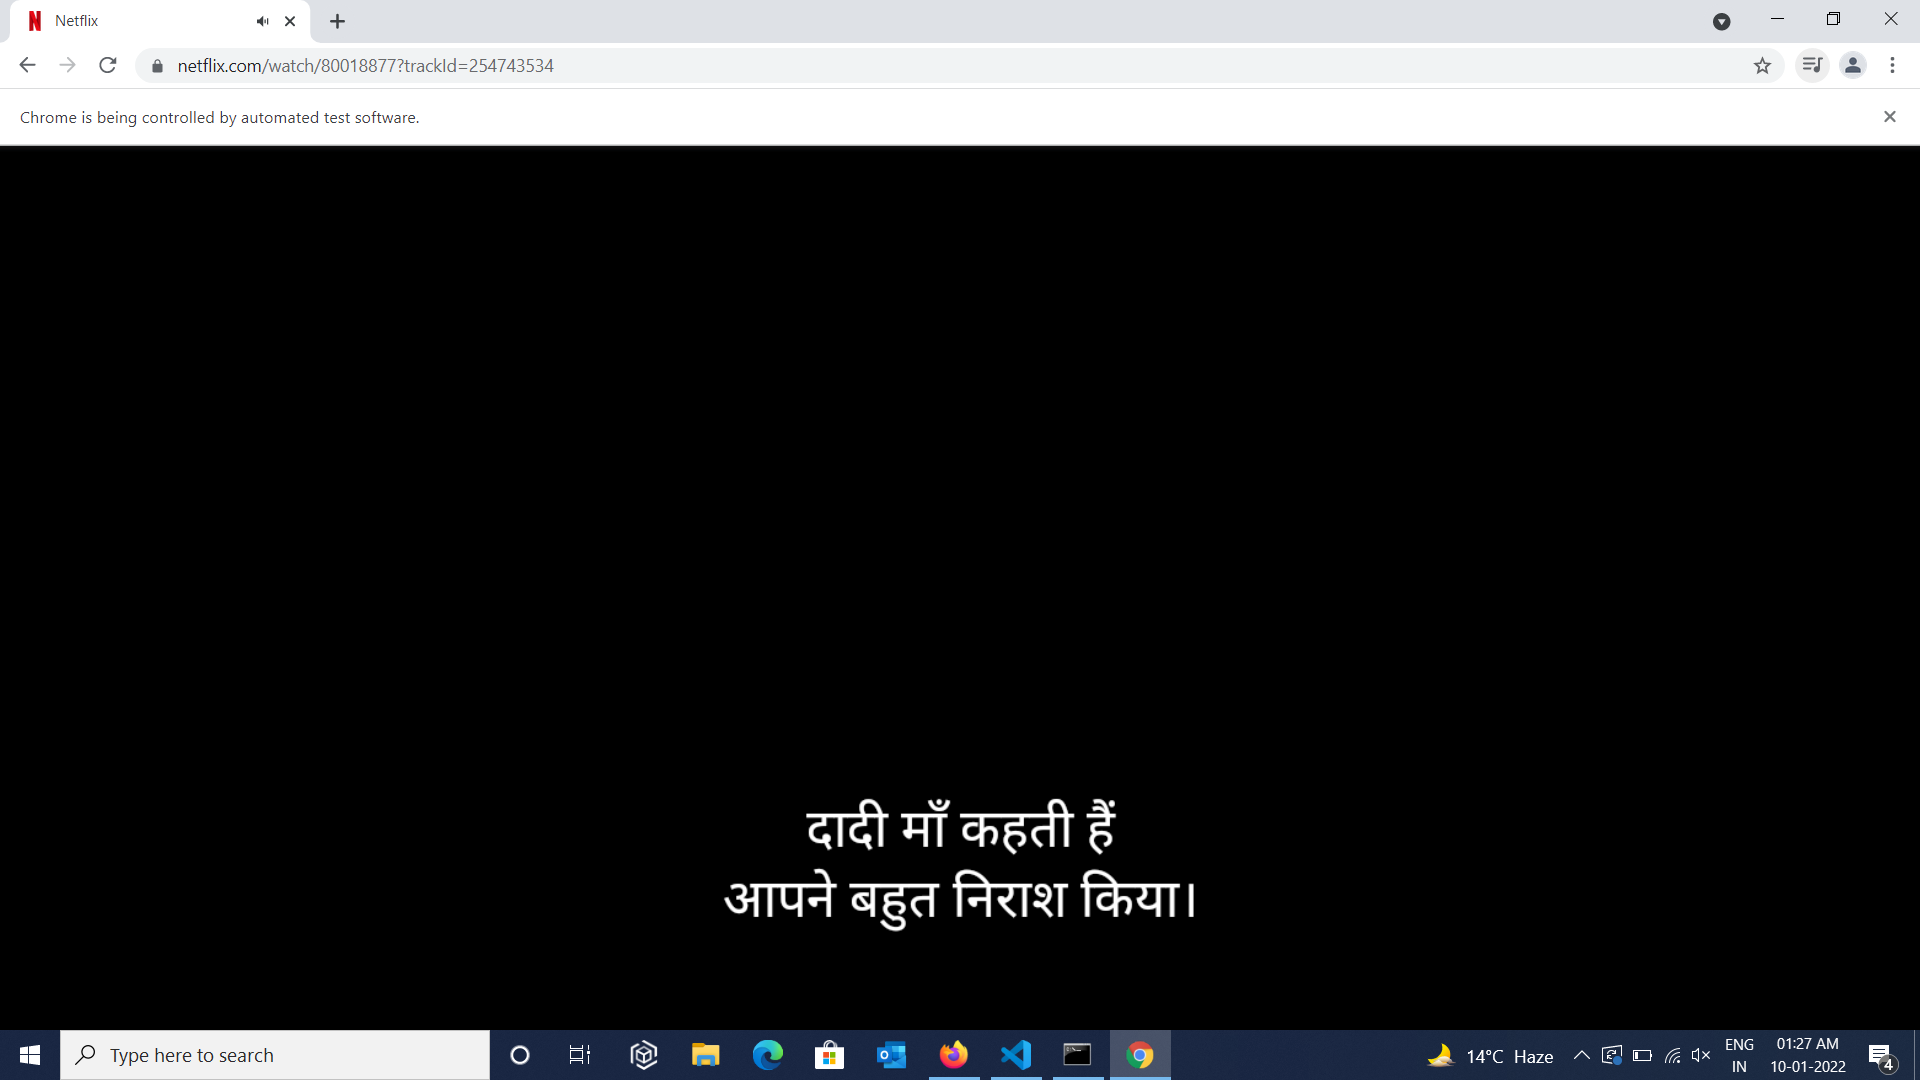 Netflix
netflix.com/watch/80018877?trackId=254743534
Chrome is being controlled by automated test software.
दादी माँ कहती हैं
आपने बहुत निराश किया।
Type here to search
14°C Haze
ENG
IN
01:27 AM
10-01-2022
4